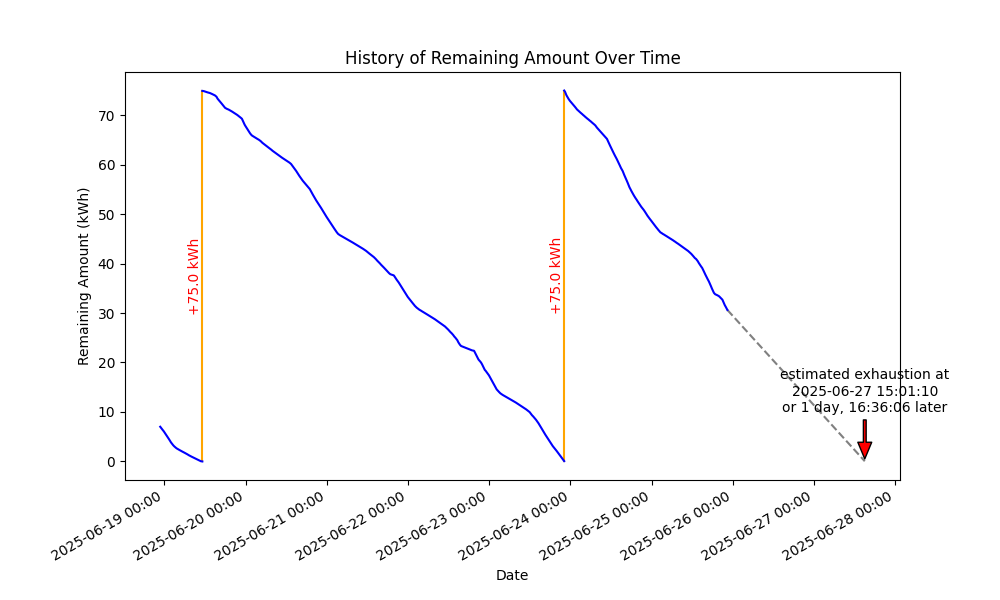 History of Remaining Amount Over Time
Remaining Amount (kWh)
70
60
50
40
30
20
10
0
+75.0 kWh
+75.0 kWh
estimated exhaustion at
2025-06-27 15:01:10
or 1 day, 16:36:06 later
2025-06-19 00:00
2025-06-20 00:00
2025-06-21 00:00
2025-06-22 00:00
2025-06-23 00:00
2025-06-24 00:00
2025-06-25 00:00
2025-06-26 00:00
2025-06-27 00:00
2025-06-28 00:00
Date